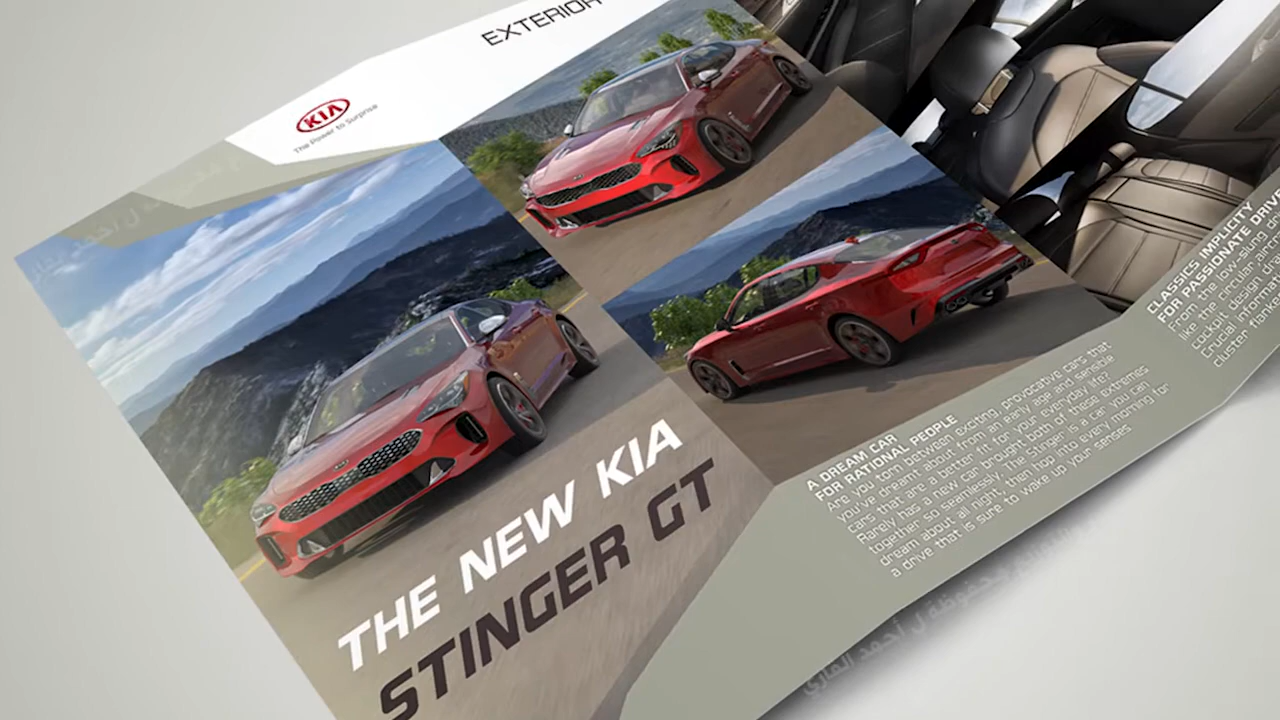 EXTERIOR
KIA
The Power to Surprise
THE NEW KIA
STINGER GT
A DREAM CAR
FOR RATIONAL PEOPLE
Are you torn between exciting, provocative cars that
you've dreamt about from an early age and sensible
cars that are a better fit for your everyday life?
Rarely has a new car brought both of these extremes
together so seamlessly. The Stinger is a car you can
dream about all night, then hop into every morning for
a drive that is sure to wake up your senses
CLASSICS IMPLICITY
FOR PASSIONATE DRIV
From the low-slung
like the circular
cockpit design
Crucial
cluster
محفوظة ل أحمد